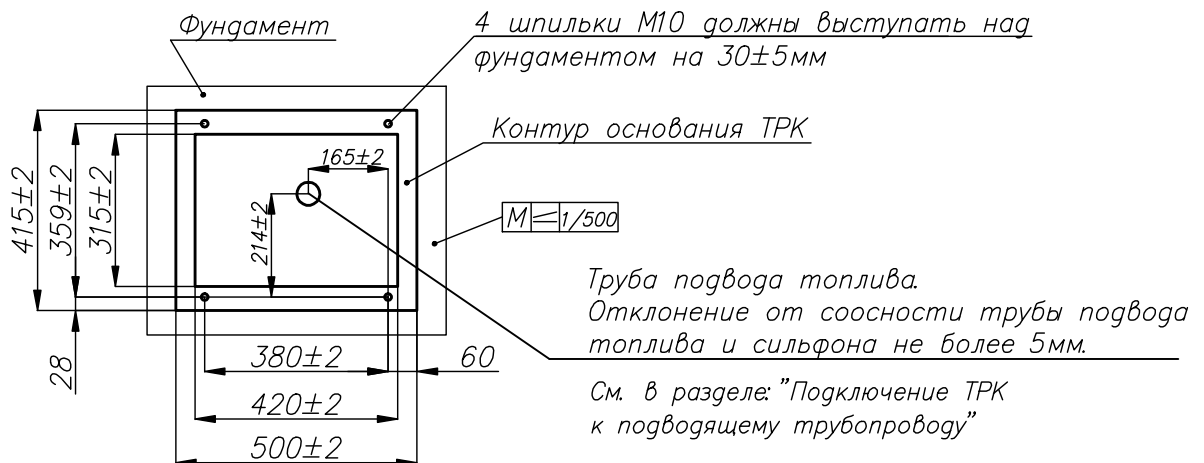 Фундамент
4 шпильки М10 должны выступать над
фундаментом на 30±5мм
Контур основания ТРК
165±2
415±2
359±2
315±2
214±2
М 1/500
Труба подвода топлива.
Отклонение от соосности трубы подвода
топлива и сильфона не более 5мм.
28
380±2
60
См. в разделе: "Подключение ТРК
к подводящему трубопроводу"
420±2
500±2